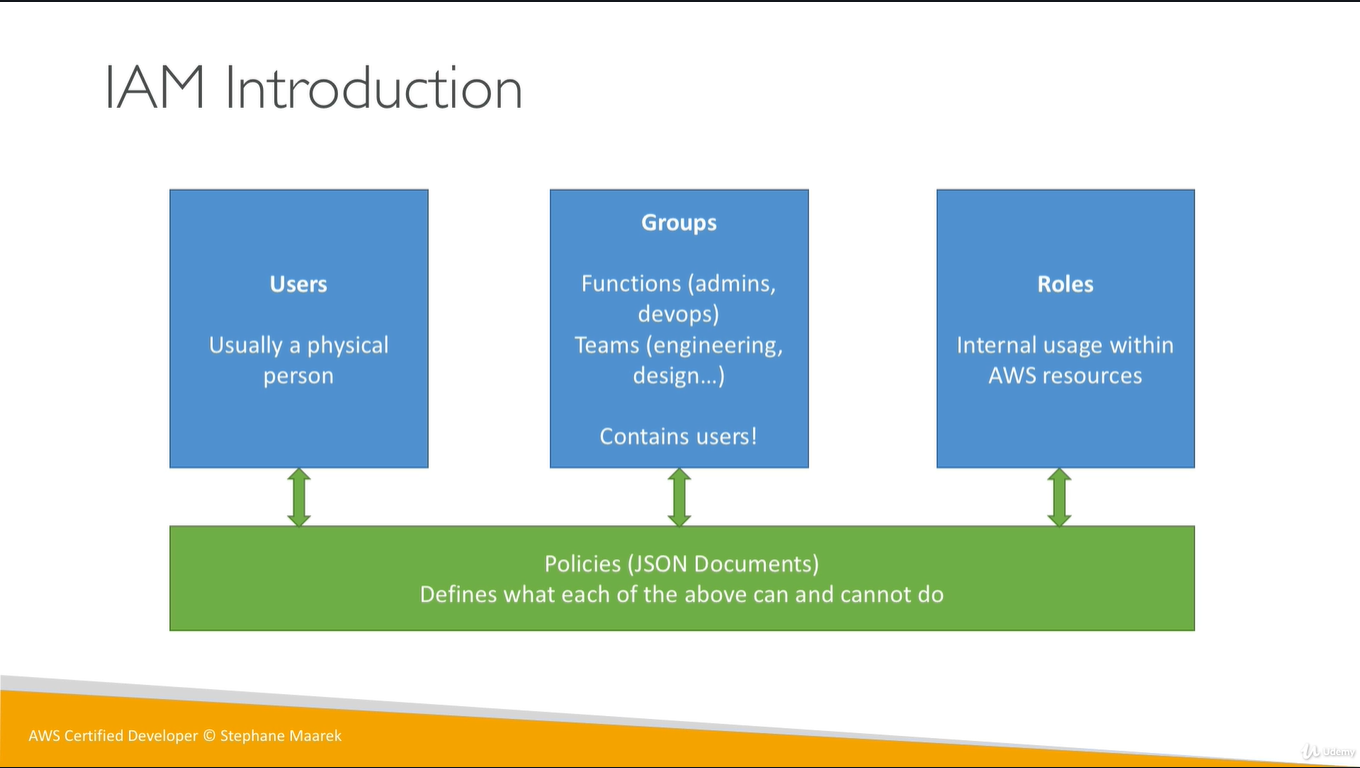 IAM Introduction
Users
Usually a physical
person
Groups
Functions (admins,
devops)
Teams (engineering,
design...)
Contains users!
Roles
Internal usage within
AWS resources
Policies (JSON Documents)
Defines what each of the above can and cannot do
AWS Certified Developer © Stephane Maarek
Udemy